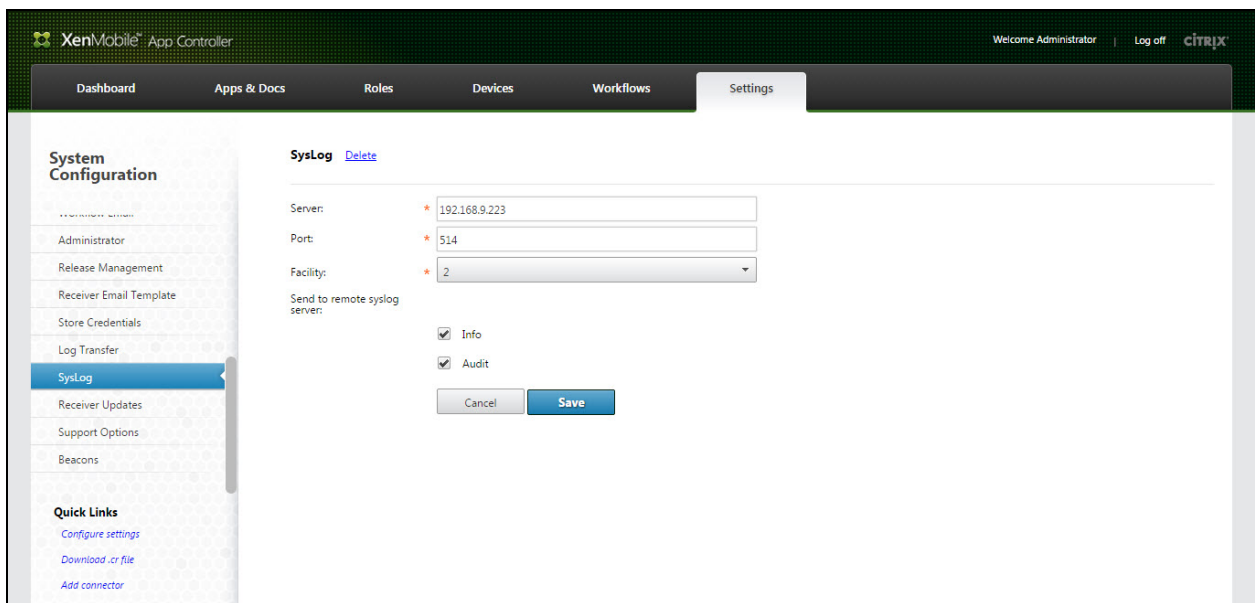 XenMobile™ App Controller
Welcome Administrator | Log off CİTRIX®
Dashboard Apps & Docs Roles Devices Workflows Settings
System
Configuration
Administrator
Release Management
Receiver Email Template
Store Credentials
Log Transfer
SysLog
Receiver Updates
Support Options
Beacons
Quick Links
Configure settings
Download .cr file
Add connector
SysLog Delete
Server: * 192.168.9.223
Port: * 514
Facility: * 2
Send to remote syslog
server:
Info
Audit
Cancel Save